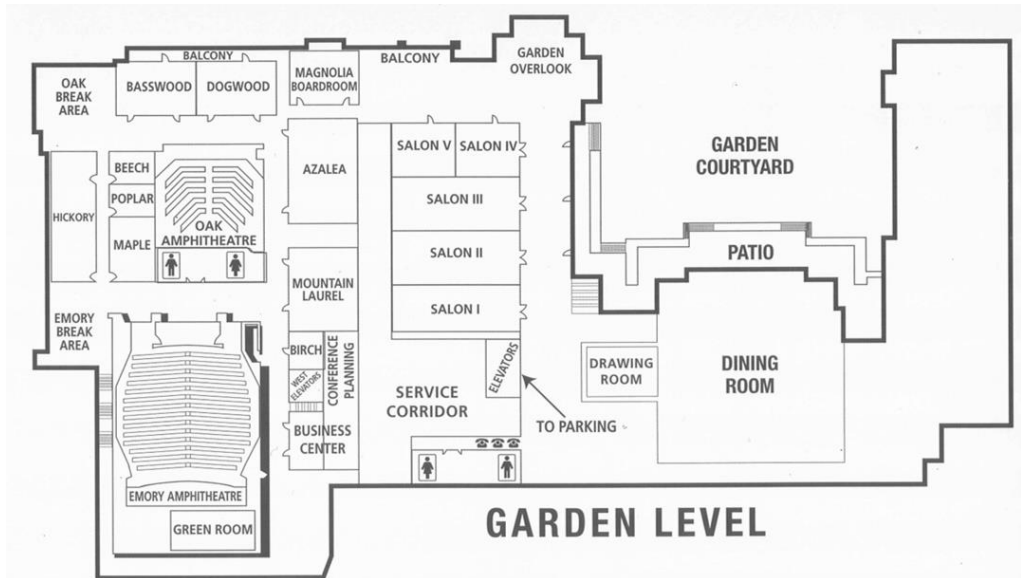 BALCONY
BASSWOOD
DOGWOOD
OAK
BREAK
AREA
MAGNOLIA
BOARDROOM
BALCONY
GARDEN
OVERLOOK
HICKORY
BEECH
POPLAR
MAPLE
OAK
AMPHITHEATRE
AZALEA
SALON V
SALON IV
SALON III
SALON II
SALON I
GARDEN
COURTYARD
PATIO
MOUNTAIN
LAUREL
EMORY
BREAK
AREA
BIRCH
WEST
ELEVATORS
CONFERENCE
PLANNING
BUSINESS
CENTER
SERVICE
CORRIDOR
ELEVATORS
TO PARKING
DRAWING
ROOM
DINING
ROOM
EMORY AMPHITHEATRE
GREEN ROOM
GARDEN LEVEL